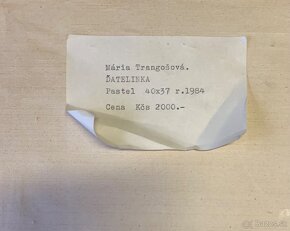 Mária Trangošová.
ĎATELINKA
Pastel 40x37 r.1984
Cena Kčs 2000.-